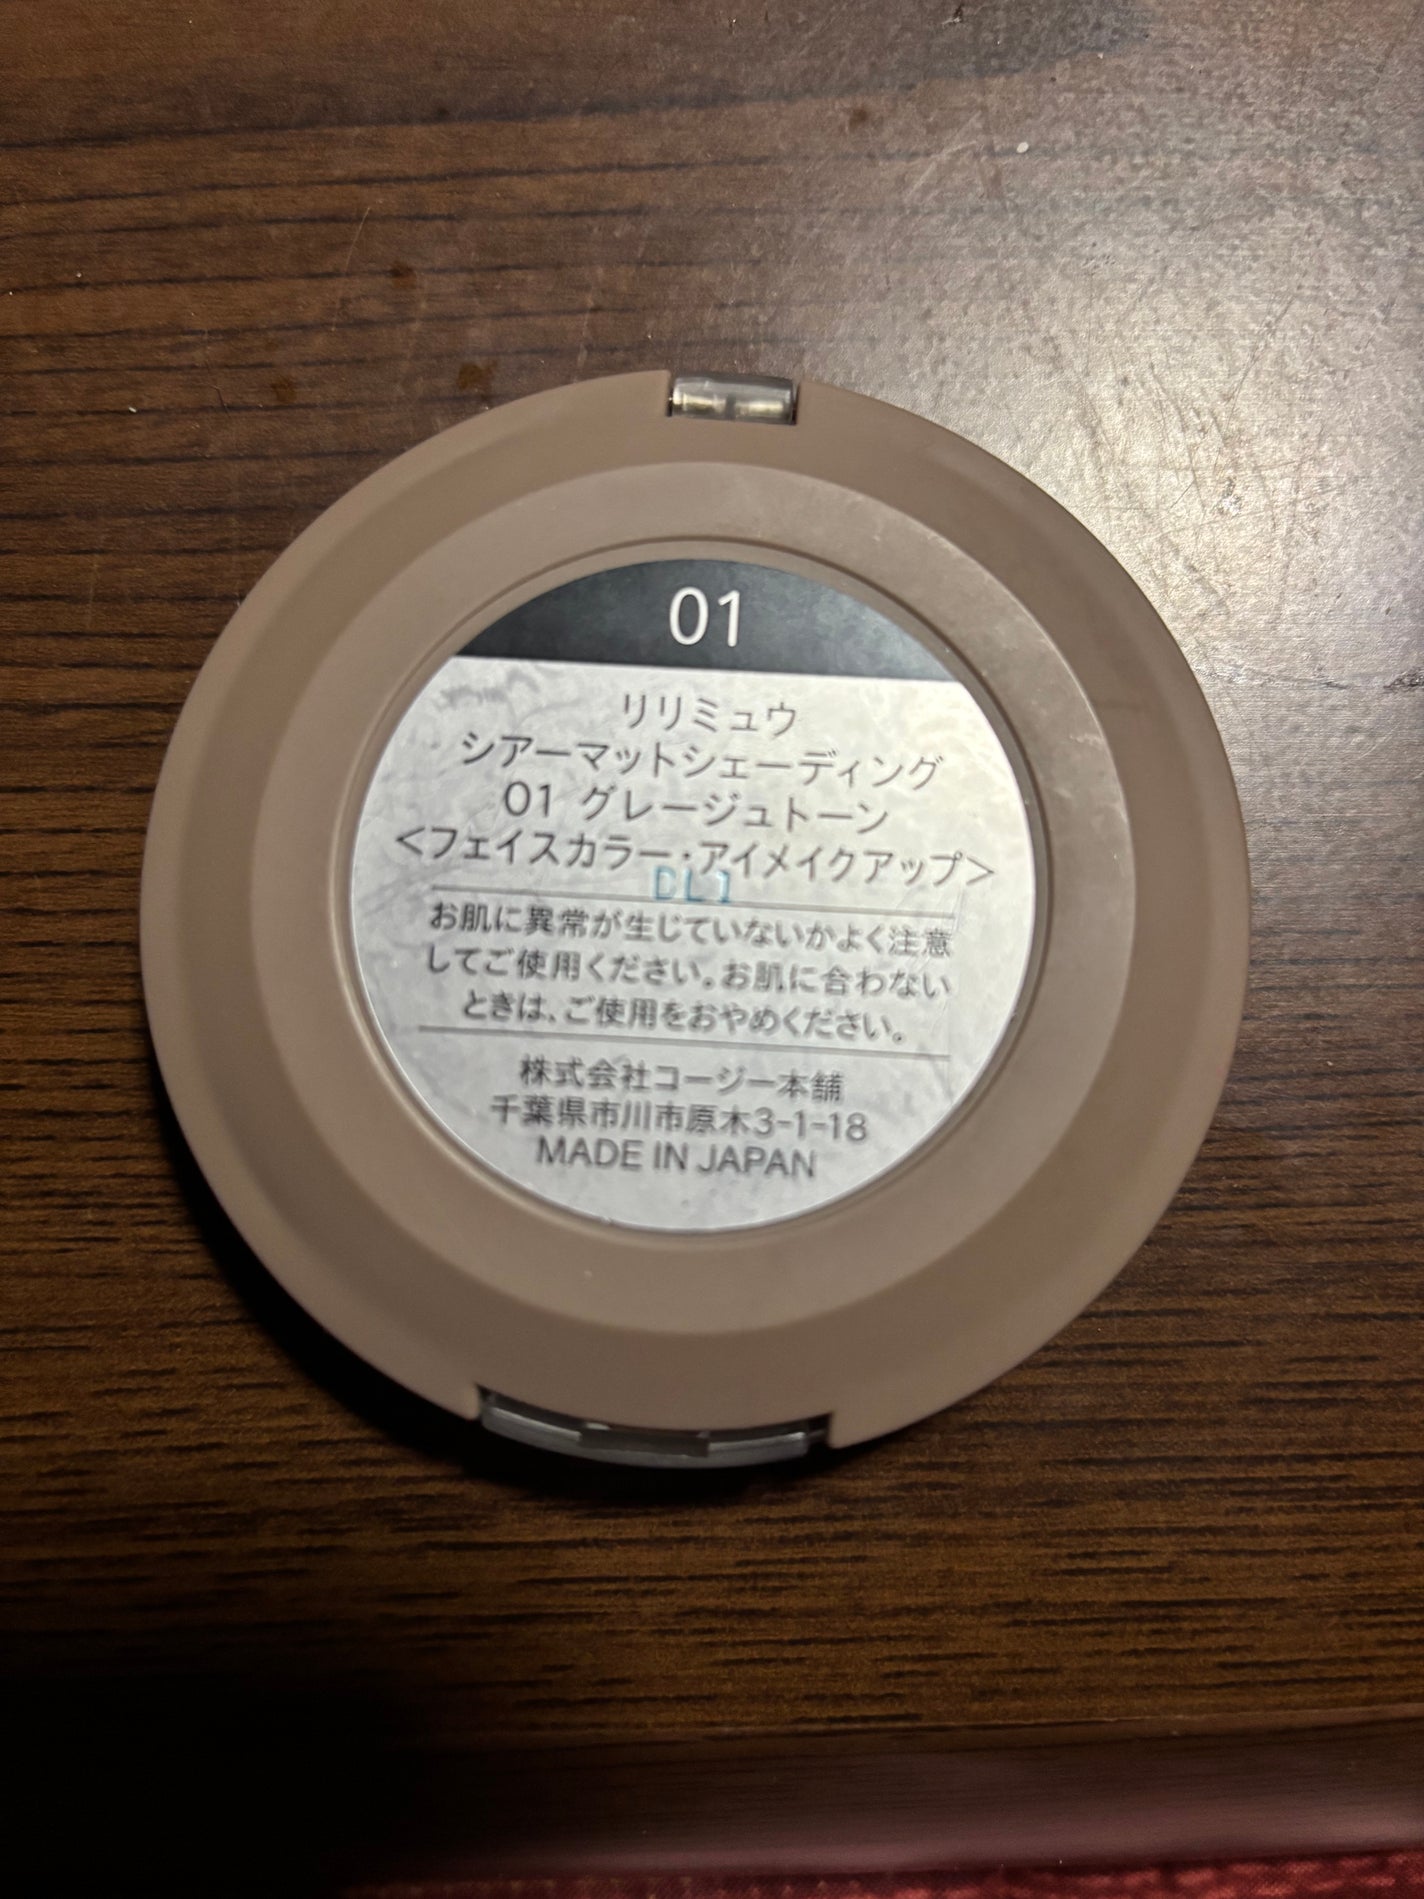 01
リリミュウ
シアーマットシェーディング
01 グレージュトーン
<フェイスカラー・アイメイクアップ>
DL1
お肌に異常が生じていないかよく注意
してご使用ください。お肌に合わない
ときは、ご使用をおやめください。
株式会社コージー本舗
千葉県市川市原木3-1-18
MADE IN JAPAN